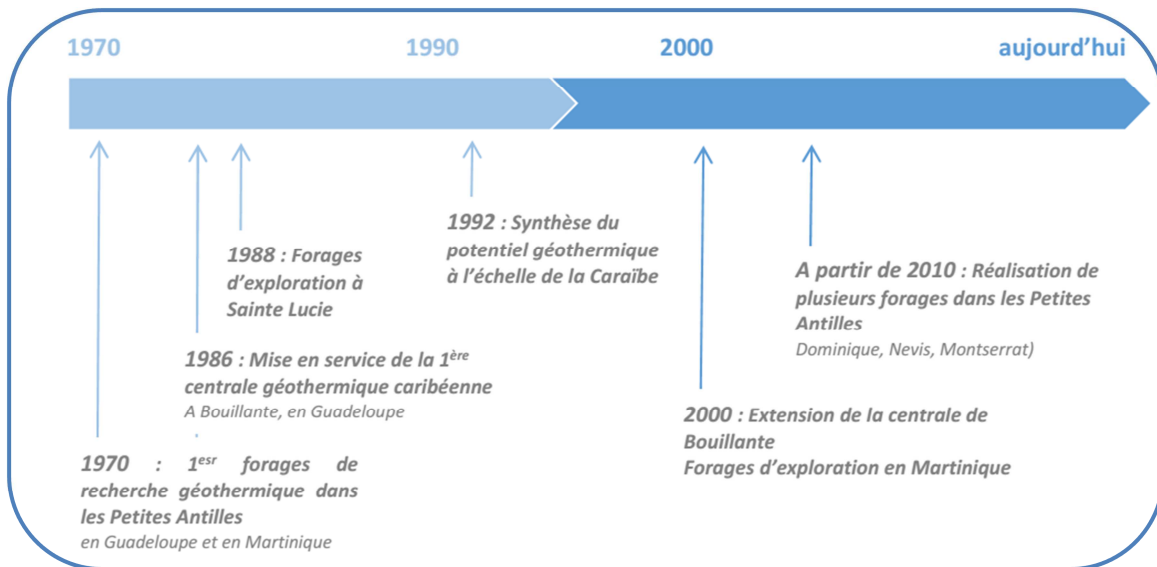 1970 1990 2000 aujourd'hui
1988 : Forages
d'exploration à
Sainte Lucie
1992 : Synthèse du
potentiel géothermique
à l'échelle de la Caraïbe
A partir de 2010 : Réalisation de
plusieurs forages dans les Petites
Antilles
Dominique, Nevis, Montserrat)
1986 : Mise en service de la 1ère
centrale géothermique caribéenne
A Bouillante, en Guadeloupe
2000 : Extension de la centrale de
Bouillante
Forages d'exploration en Martinique
1970 : 1esr forages de
recherche géothermique dans
les Petites Antilles
en Guadeloupe et en Martinique